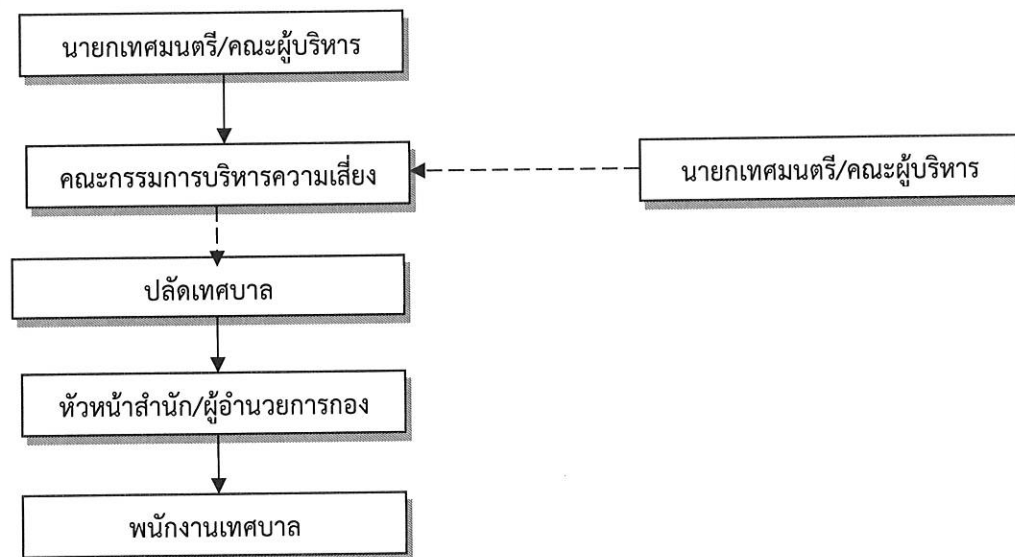 นายกเทศมนตรี/คณะผู้บริหาร
คณะกรรมการบริหารความเสี่ยง
นายกเทศมนตรี/คณะผู้บริหาร
ปลัดเทศบาล
หัวหน้าสำนัก/ผู้อำนวยการกอง
พนักงานเทศบาล